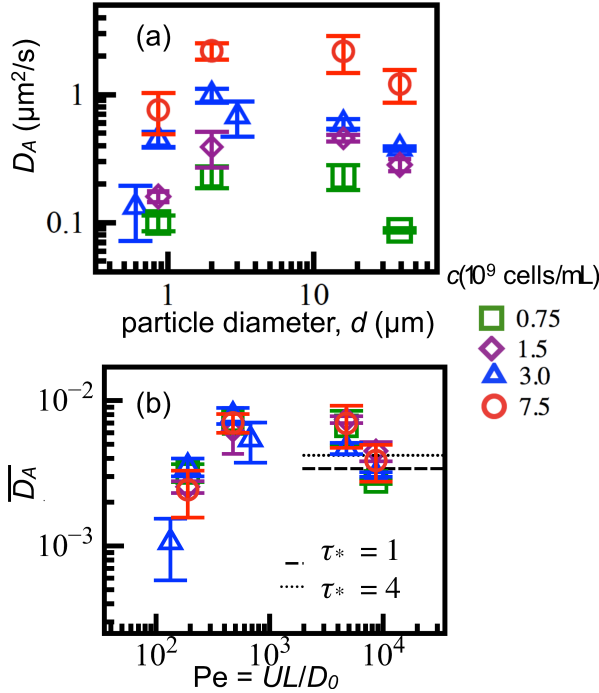 (a)
D_A (μm²/s)
1
0.1
1
10
particle diameter, d (μm)
c(10⁹ cells/mL)
0.75
1.5
3.0
7.5
(b)
D̅_A
10⁻²
10⁻³
τ* = 1
τ* = 4
10²
10³
10⁴
Pe = UL/D₀